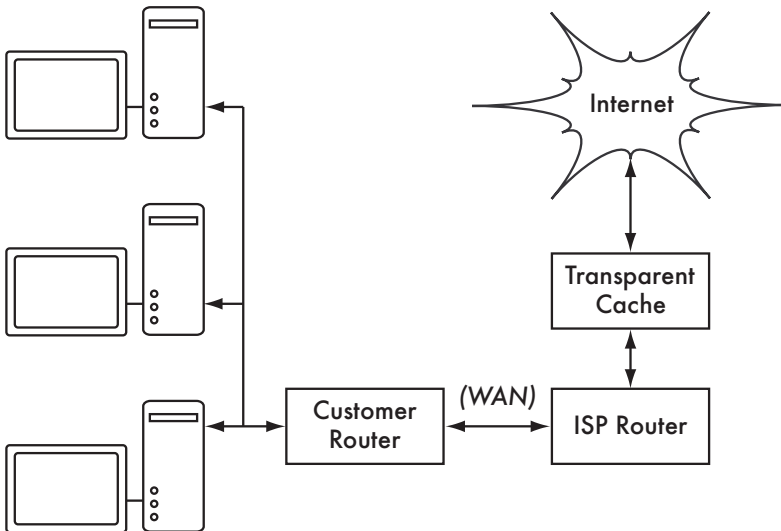 Internet
Transparent
Cache
(WAN)
Customer
Router
ISP Router